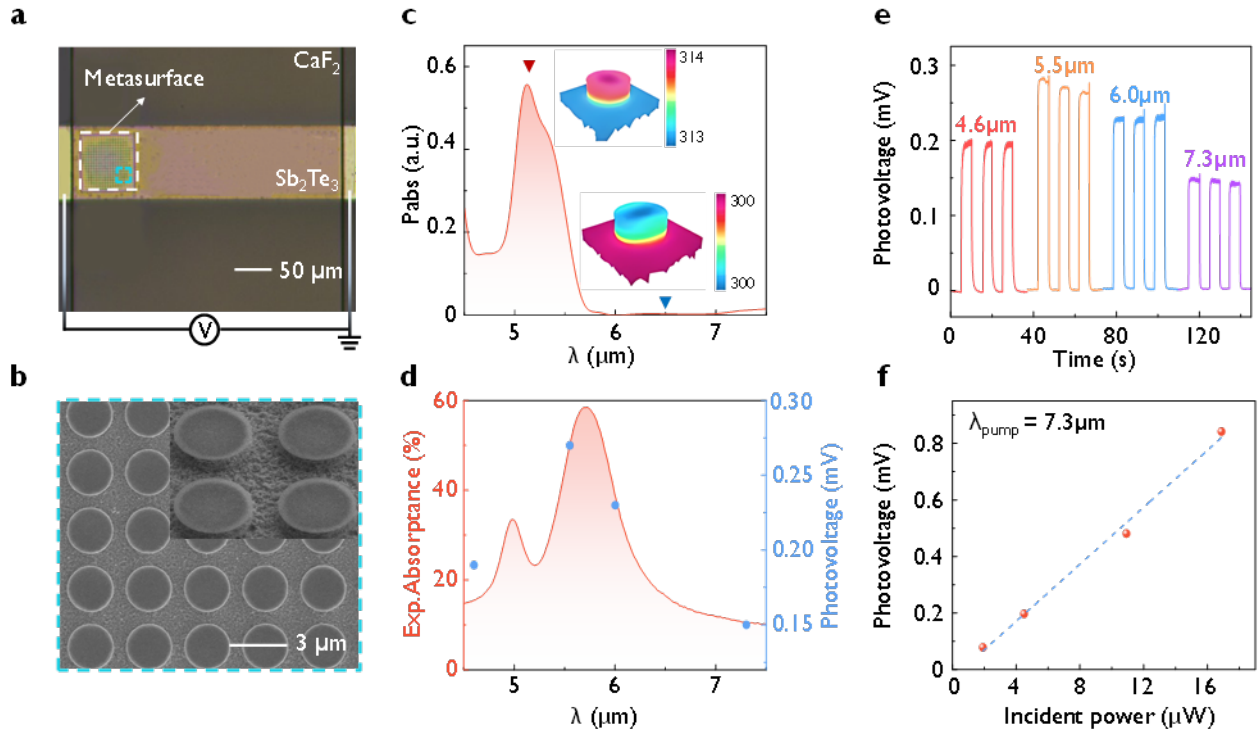 a
CaF2
Metasurface
Sb2Te3
50 μm
V
b
3 μm
c
Pabs (a.u.)
0.6
0.4
0.2
0
314
313
300
300
5
6
7
λ (μm)
d
Exp.Absorptance (%)
60
50
40
30
20
10
0
0.30
0.25
0.20
0.15
Photovoltage (mV)
5
6
7
λ (μm)
e
Photovoltage (mV)
0.3
0.2
0.1
0
4.6μm
5.5μm
6.0μm
7.3μm
0
40
80
120
Time (s)
f
λpump = 7.3μm
Photovoltage (mV)
0.8
0.6
0.4
0.2
0
0
4
8
12
16
Incident power (μW)